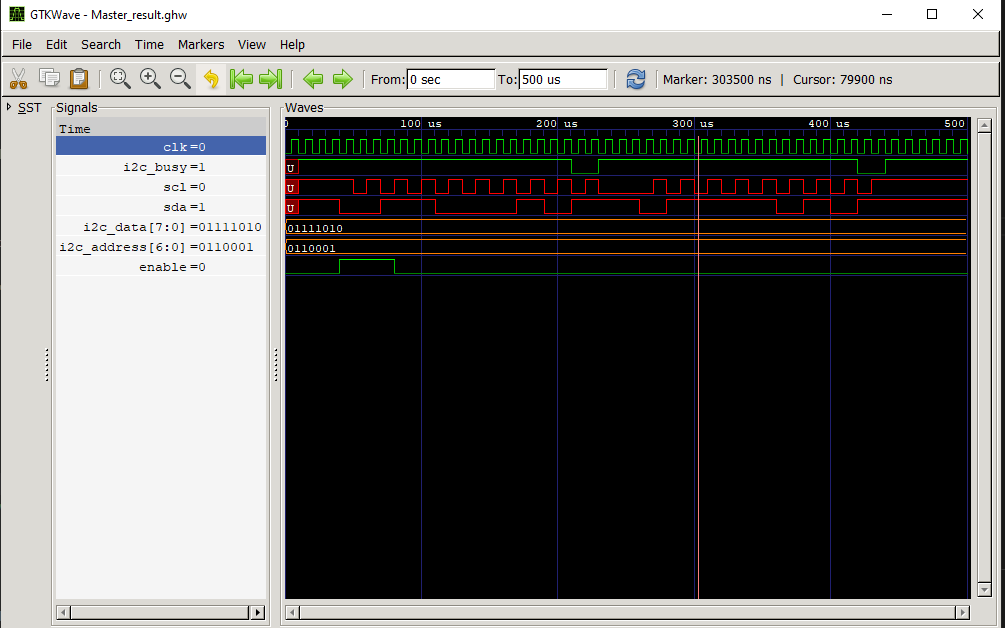 GTKWave - Master_result.ghw
File Edit Search Time Markers View Help
From: 0 sec To: 500 us Marker: 303500 ns | Cursor: 79900 ns
SST
Signals
Waves
Time
0 100 us 200 us 300 us 400 us 500
clk =0
i2c_busy =1
U
scl =0
U
sda =1
U
i2c_data[7:0] =01111010
01111010
i2c_address[6:0] =0110001
0110001
enable =0